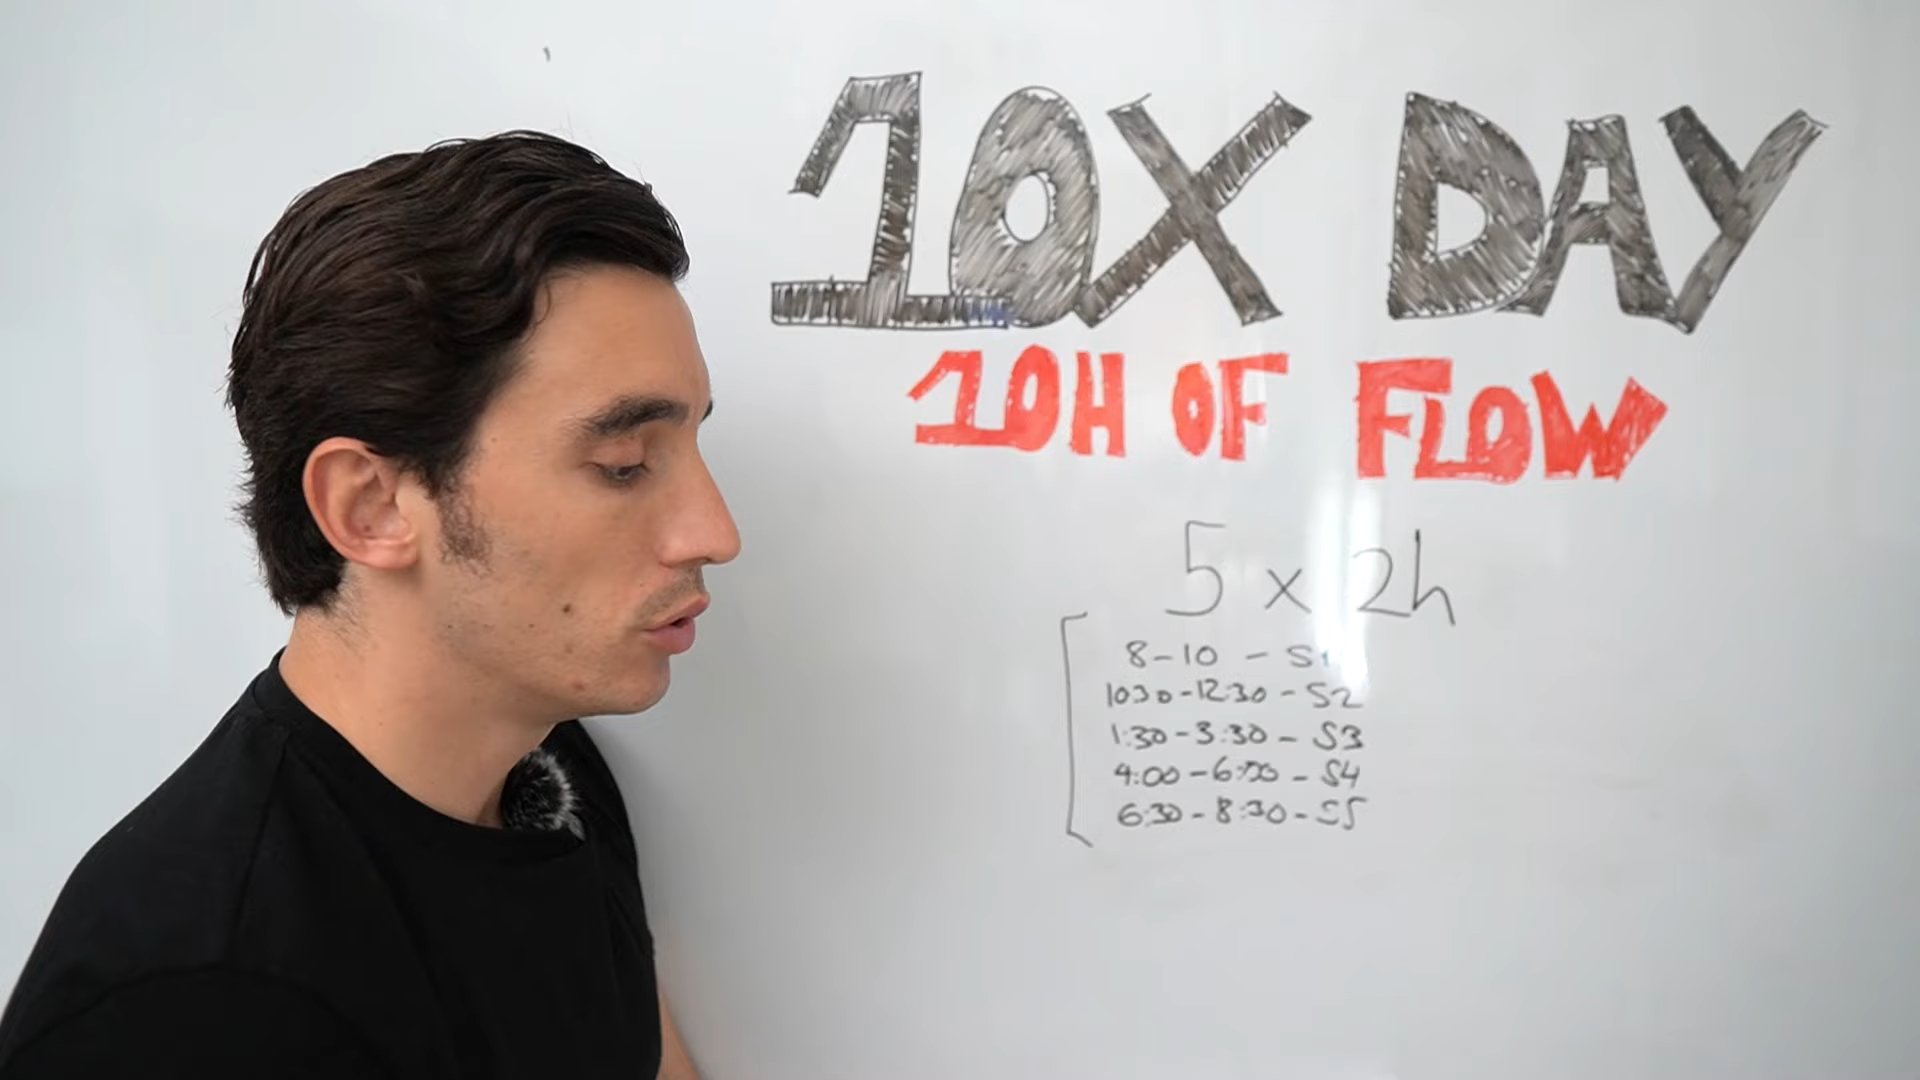 10X DAY
10H OF FLOW
5 x 2h
8-10 - S1
1030-12:30 - S2
1:30-3:30 - S3
4:00-6:00 - S4
6:30-8:30-S5